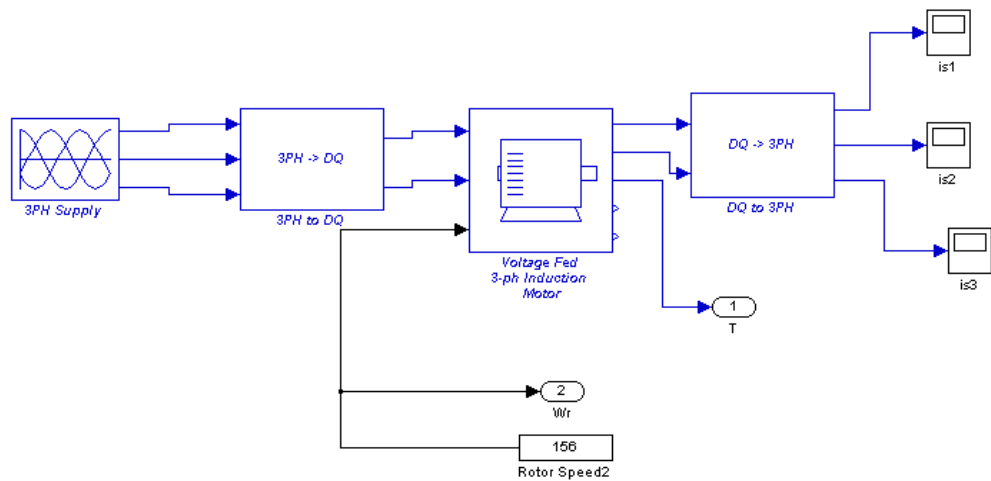 is1
3PH -> DQ
DQ -> 3PH
is2
3PH Supply
3PH to DQ
DQ to 3PH
Voltage Fed
3-ph Induction
Motor
is3
1
T
2
Wr
156
Rotor Speed2